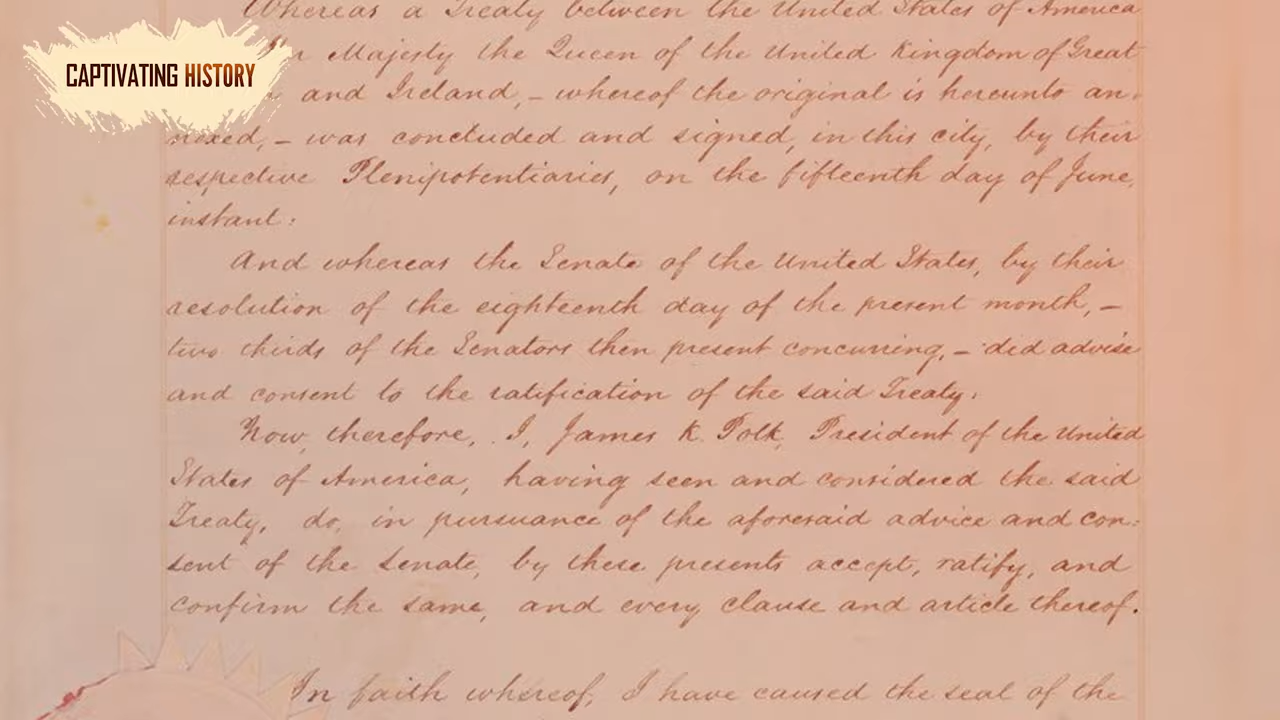 CAPTIVATING HISTORY
Whereas a Treaty between the United States of America
Majesty the Queen of the United Kingdom of Great
and Ireland, – whereof the original is hereunto an-
nexed, – was concluded and signed, in this city, by their
respective Plenipotentiaries, on the fifteenth day of June,
instant:
And whereas the Senate of the United States, by their
resolution of the eighteenth day of the present month, –
two thirds of the Senators then present concurring, – did advise
and consent to the ratification of the said Treaty:
Now, therefore, I, James K. Polk, President of the United
States of America, having seen and considered the said
Treaty, do, in pursuance of the aforesaid advice and con:
sent of the Senate, by these presents accept, ratify, and
confirm the same, and every clause and article thereof.
In faith whereof, I have caused the seal of the